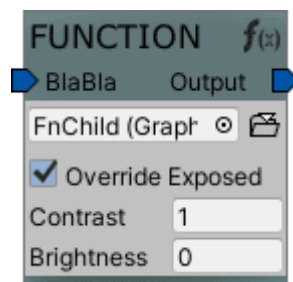 FUNCTION f(x)
BlaBla Output
FnChild (Graph
Override Exposed
Contrast 1
Brightness 0